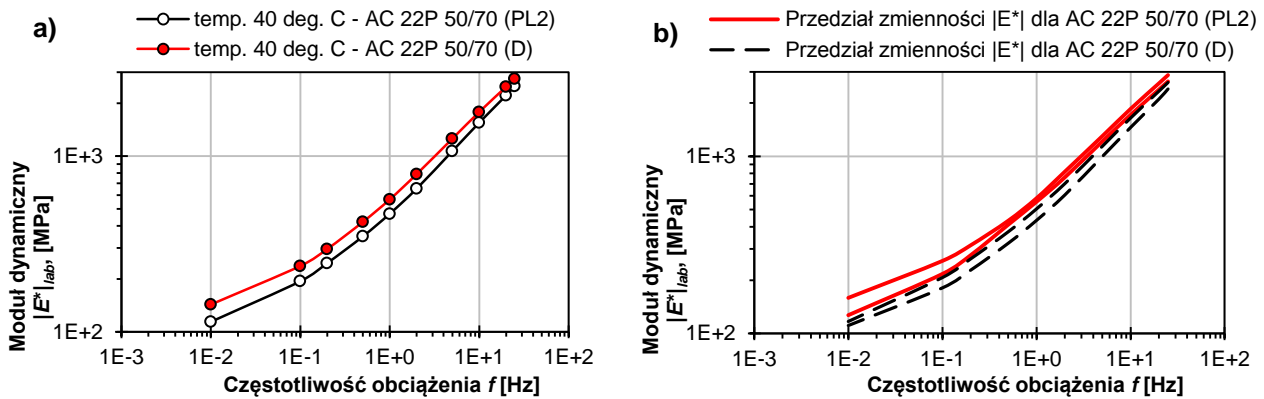 a)
temp. 40 deg. C - AC 22P 50/70 (PL2)
temp. 40 deg. C - AC 22P 50/70 (D)
Moduł dynamiczny
|E*|lab, [MPa]
1E+3
1E+2
1E-3 1E-2 1E-1 1E+0 1E+1 1E+2
Częstotliwość obciążenia f [Hz]
b)
Przedział zmienności |E*| dla AC 22P 50/70 (PL2)
Przedział zmienności |E*| dla AC 22P 50/70 (D)
Moduł dynamiczny
|E*|lab, [MPa]
1E+3
1E+2
1E-3 1E-2 1E-1 1E+0 1E+1 1E+2
Częstotliwość obciążenia f [Hz]